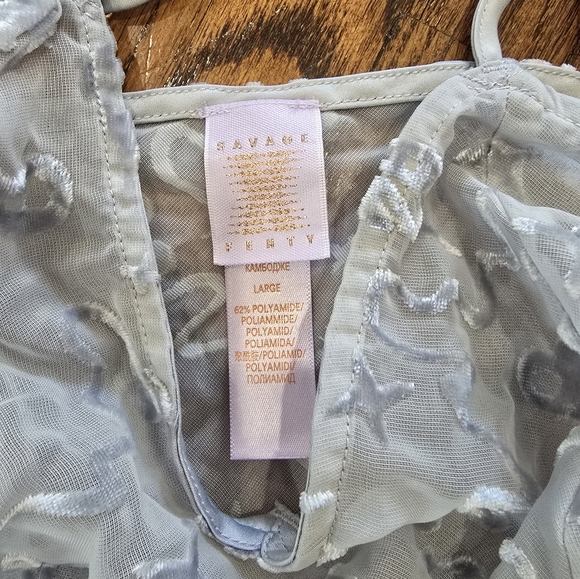 SAVAGE
FENTY
КАМБОДЖЕ
LARGE
62% POLYAMIDE/
POLIAMMIDE/
POLYAMID/
POLIAMIDA/
聚酰胺/POLIAMID/
POLYAMID/
ПОЛИАМИД